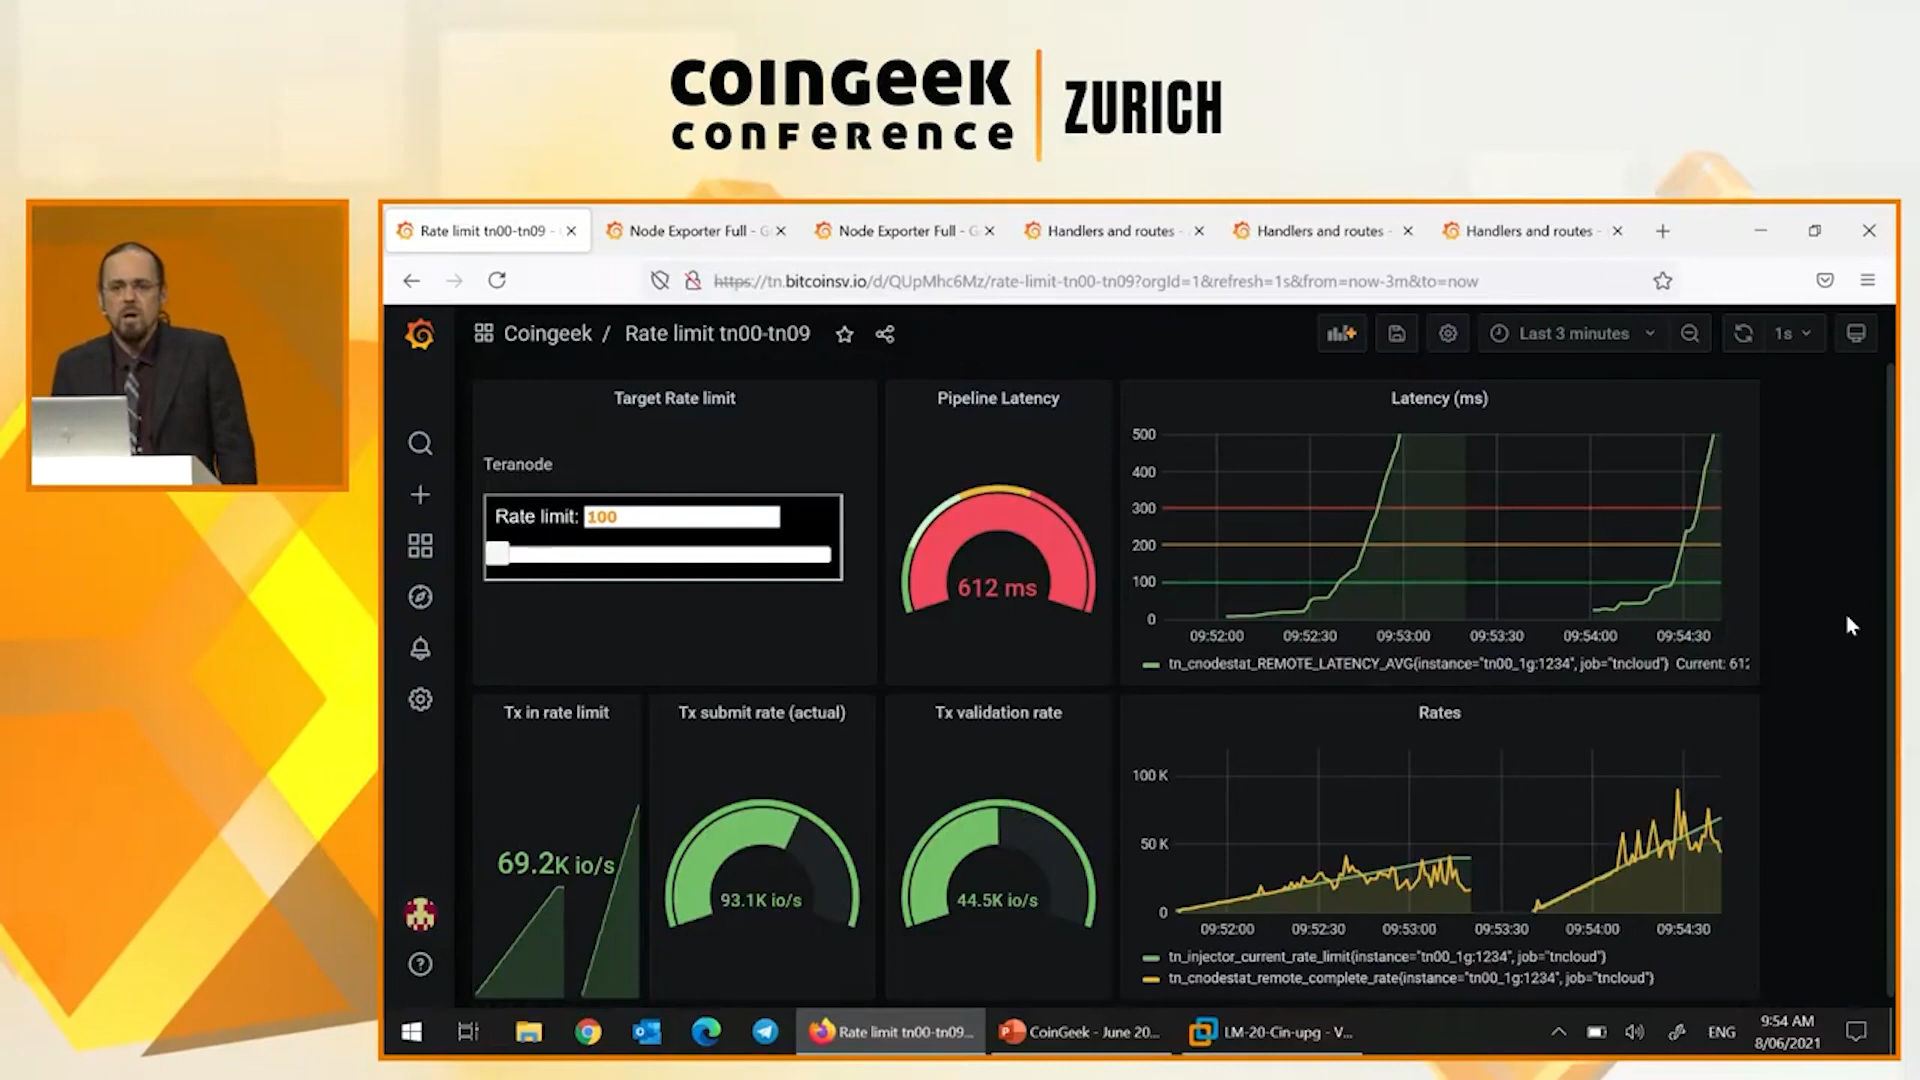 COINGEEK
CONFERENCE
ZURICH
Rate limit tn00-tn09 -
Node Exporter Full - G
Node Exporter Full - G
Handlers and routes -
Handlers and routes -
Handlers and routes -
https://tn.bitcoinsv.io/d/QUpMhc6Mz/rate-limit-tn00-tn09?orgId=1&refresh=1s&from=now-3m&to=now
Coingeek / Rate limit tn00-tn09
Last 3 minutes
1s
Target Rate limit
Teranode
Rate limit: 100
Pipeline Latency
612 ms
Latency (ms)
500
400
300
200
100
0
09:52:00 09:52:30 09:53:00 09:53:30 09:54:00 09:54:30
tn_cnodestat_REMOTE_LATENCY_AVG{instance="tn00_1g:1234", job="tncloud"} Current: 612
Tx in rate limit
69.2K io/s
Tx submit rate (actual)
93.1K io/s
Tx validation rate
44.5K io/s
Rates
100 K
50 K
0
09:52:00 09:52:30 09:53:00 09:53:30 09:54:00 09:54:30
tn_injector_current_rate_limit{instance="tn00_1g:1234", job="tncloud"}
tn_cnodestat_remote_complete_rate{instance="tn00_1g:1234", job="tncloud"}
Rate limit tn00-tn09...
CoinGeek - June 20...
LM-20-Cin-upg - V...
ENG
9:54 AM
8/06/2021